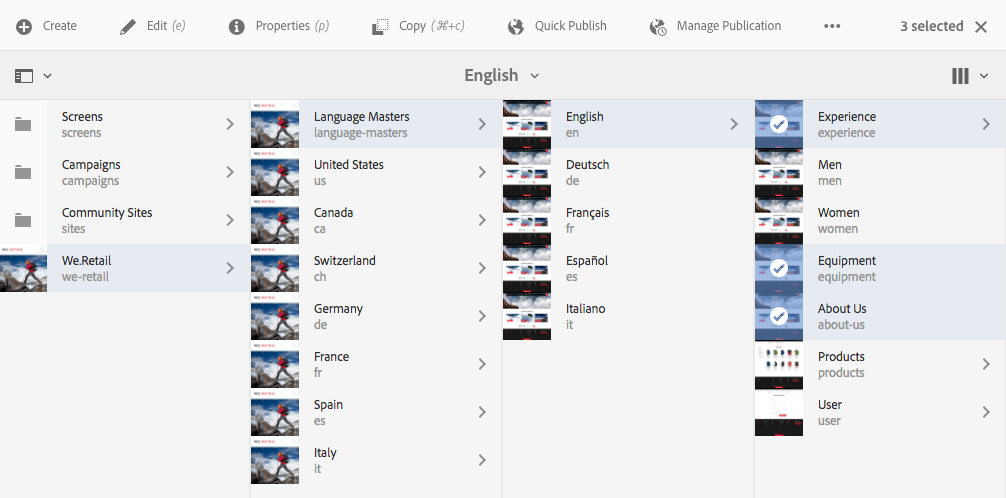 Create
Edit (e)
Properties (p)
Copy (⌘+c)
Quick Publish
Manage Publication
3 selected
English
Screens
screens
Campaigns
campaigns
Community Sites
sites
We.Retail
we-retail
Language Masters
language-masters
United States
us
Canada
ca
Switzerland
ch
Germany
de
France
fr
Spain
es
Italy
it
English
en
Deutsch
de
Français
fr
Español
es
Italiano
it
Experience
experience
Men
men
Women
women
Equipment
equipment
About Us
about-us
Products
products
User
user